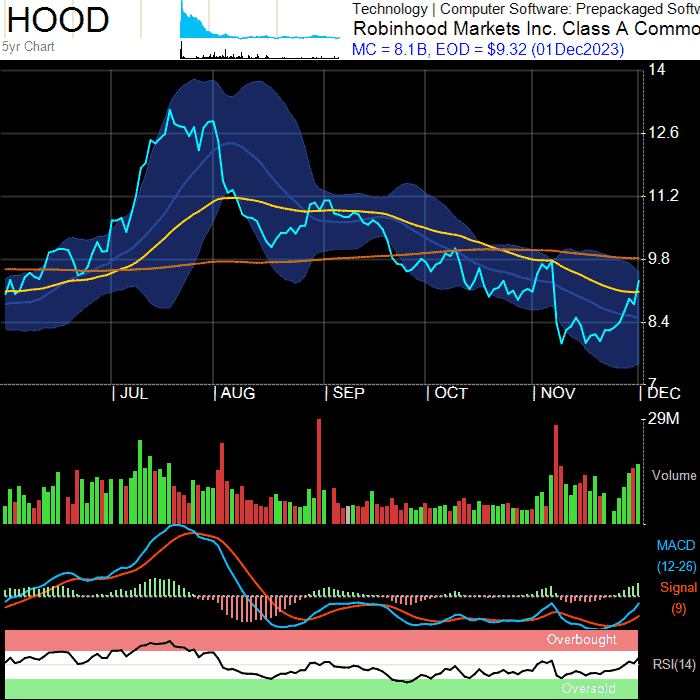 HOOD
5yr Chart
Technology | Computer Software: Prepackaged Softw
Robinhood Markets Inc. Class A Commo
MC = 8.1B, EOD = $9.32 (01Dec2023)
14
12.6
11.2
9.8
8.4
7
| JUL | AUG | SEP | OCT | NOV | DEC
29M
Volume
MACD
(12-26)
Signal
(9)
Overbought
RSI(14)
Oversold